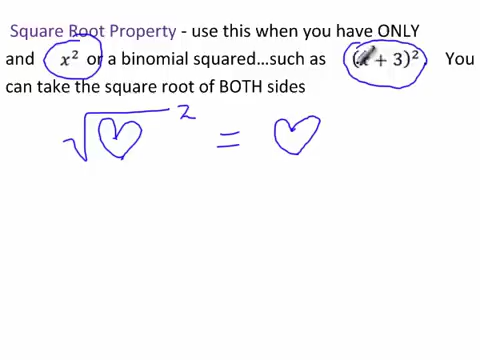 Square Root Property - use this when you have ONLY
and x² or a binomial squared...such as (x + 3)² You
can take the square root of BOTH sides
√♡² = ♡